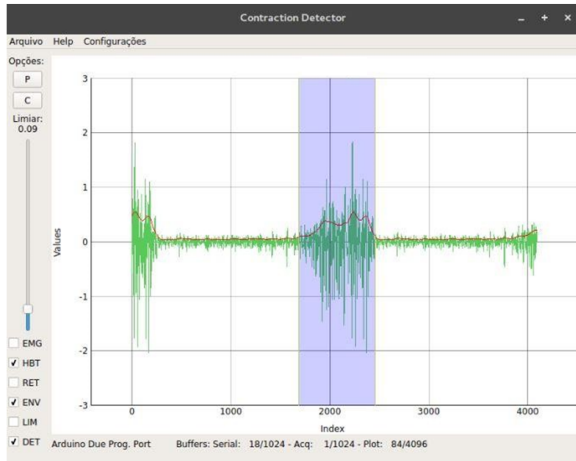 Contraction Detector
Arquivo Help Configurações
Opções:
P
C
Limiar:
0.09
EMG
HBT
RET
ENV
LIM
DET
3
2
1
0
-1
-2
-3
Values
0 1000 2000 3000 4000
Index
Arduino Due Prog. Port Buffers: Serial: 18/1024 - Acq: 1/1024 - Plot: 84/4096